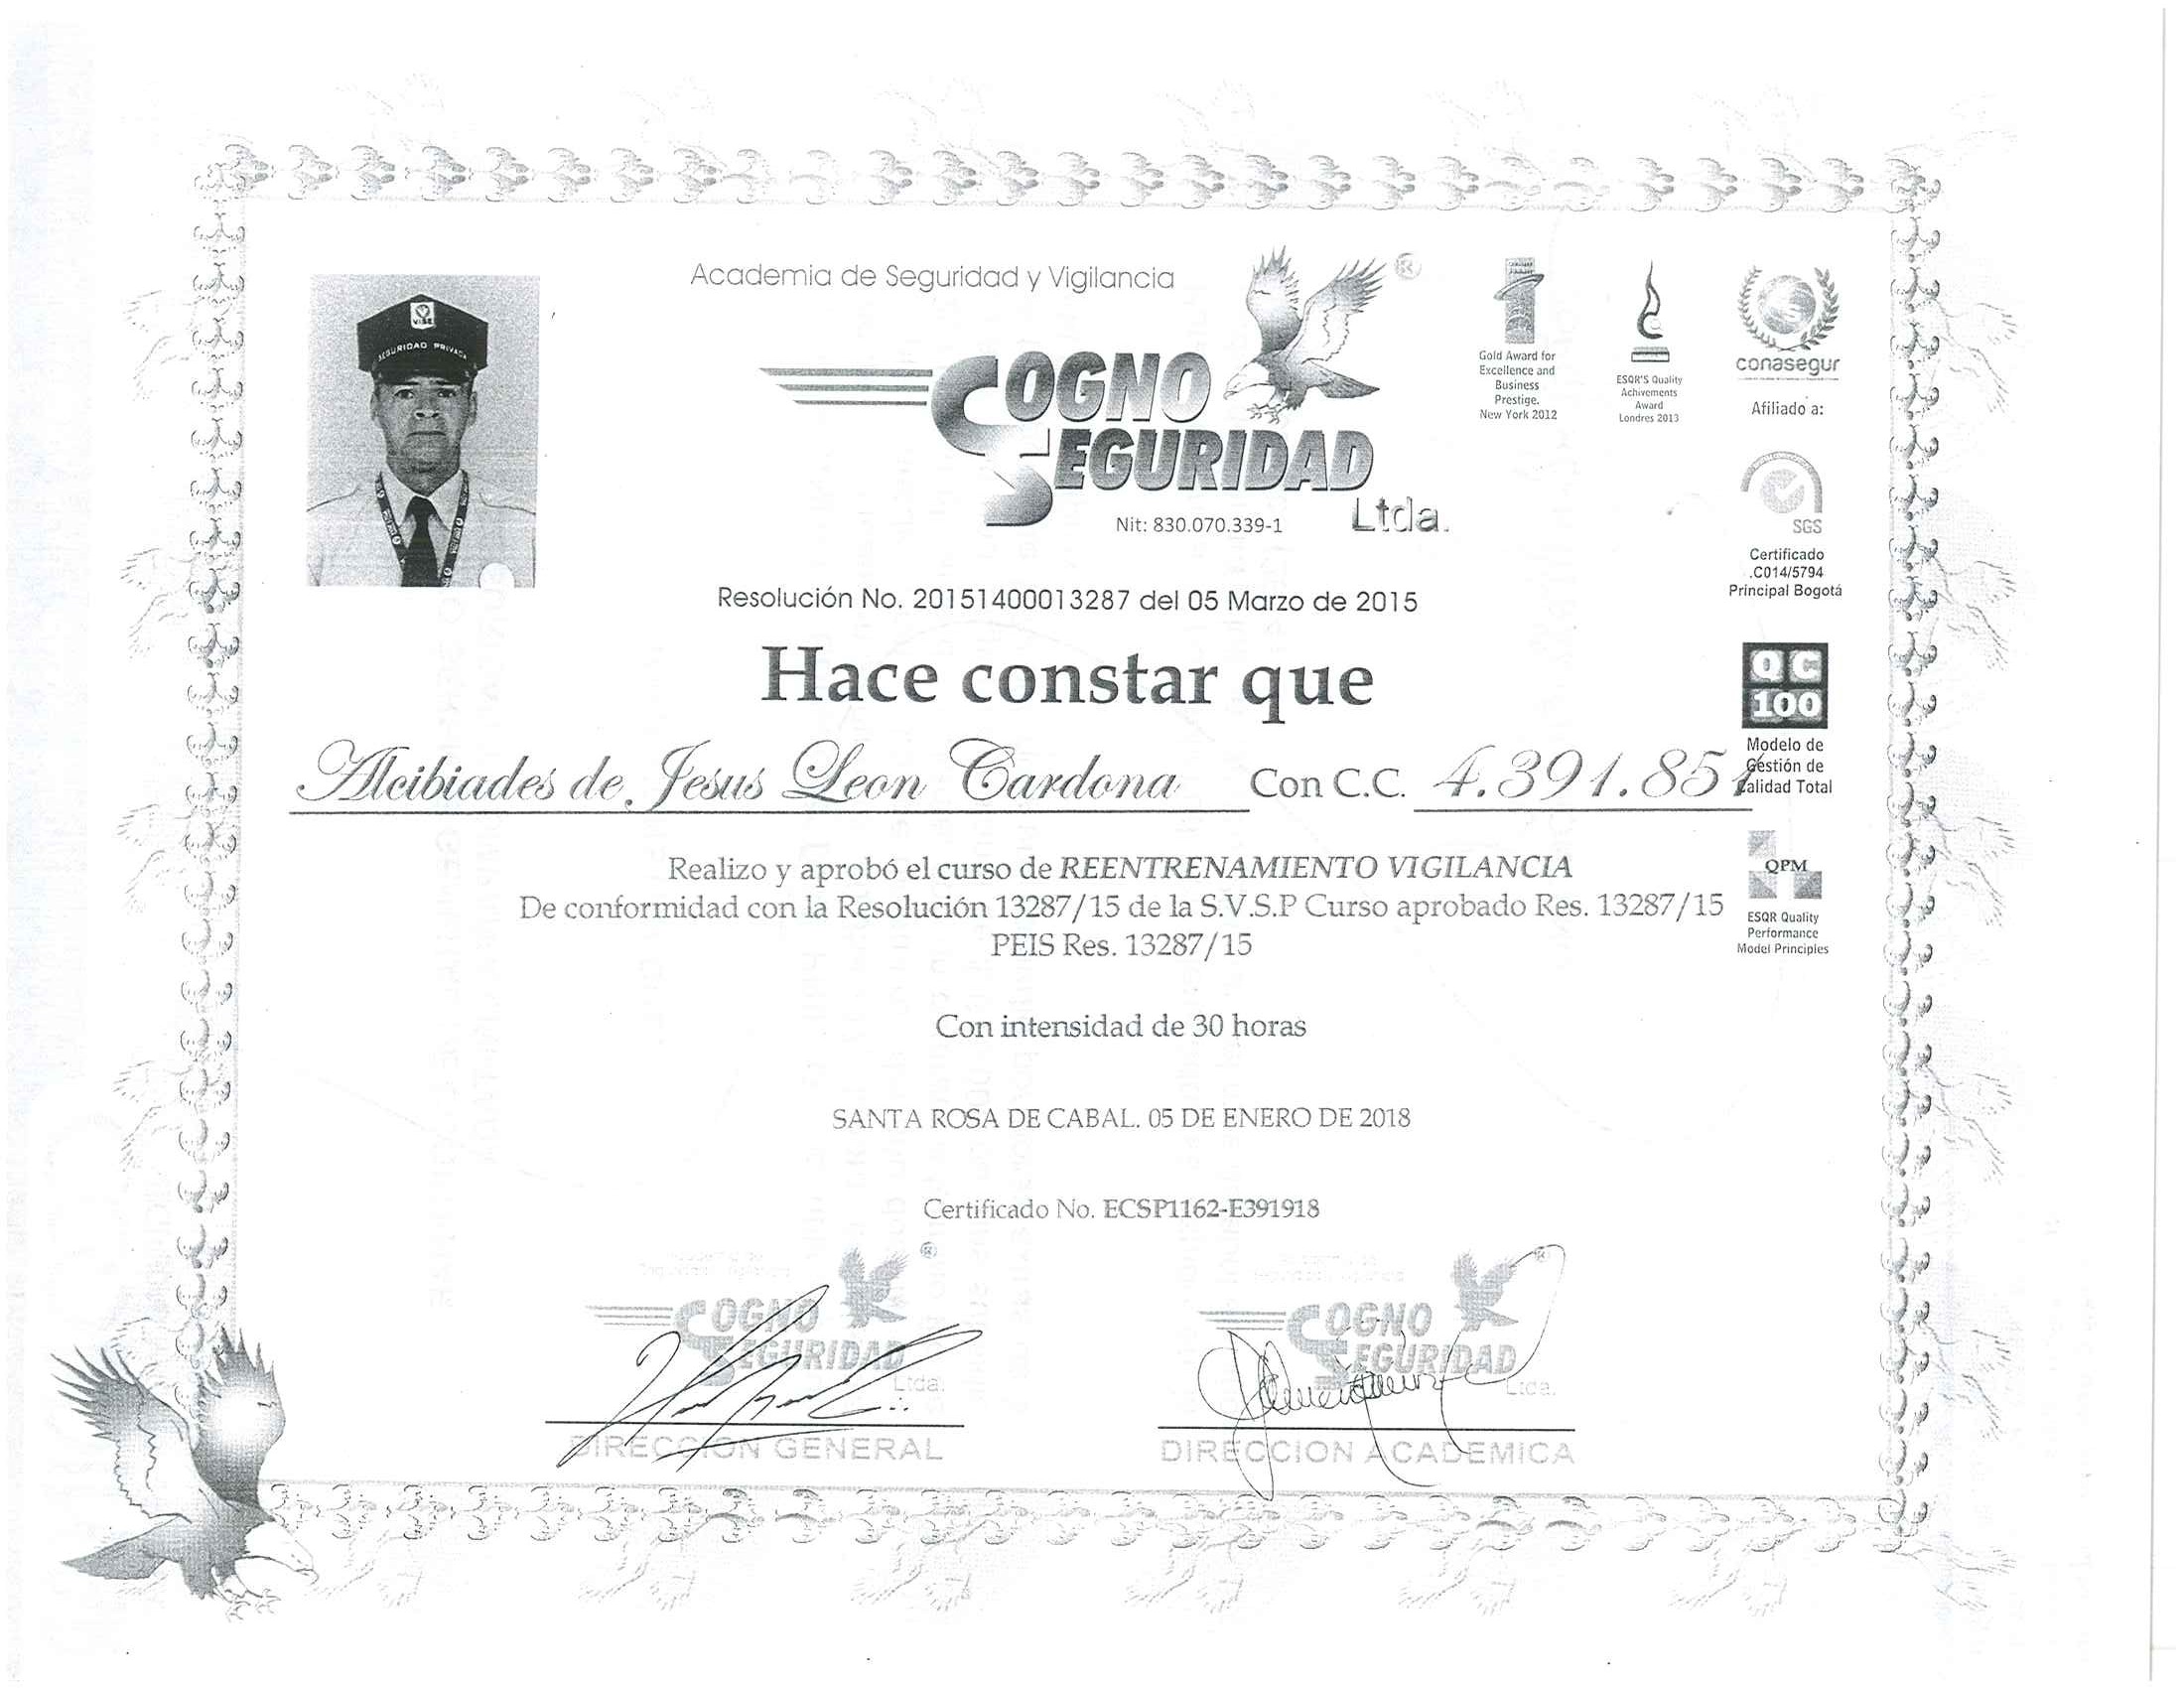 Academia de Seguridad y Vigilancia
®
COGNO
SEGURIDAD
Ltda.
Nit: 830.070.339-1
VISE
SEGURIDAD PRIVADA
Gold Award for
Excellence and
Business
Prestige.
New York 2012
ESQR'S Quality
Achivements
Award
Londres 2013
conasegur
Afiliado a:
SGS
Certificado
.C014/5794
Principal Bogotá
Resolución No. 20151400013287 del 05 Marzo de 2015
Hace constar que
QC
100
Modelo de
Gestión de
Calidad Total
Alcibiades de Jesus Leon Cardona Con C.C. 4.391.851
Realizo y aprobó el curso de REENTRENAMIENTO VIGILANCIA
De conformidad con la Resolución 13287/15 de la S.V.S.P Curso aprobado Res. 13287/15
PEIS Res. 13287/15
QPM
ESQR Quality
Performance
Model Principles
Con intensidad de 30 horas
SANTA ROSA DE CABAL. 05 DE ENERO DE 2018
Certificado No. ECSP1162-E391918
®
COGNO
SEGURIDAD
Ltda.
DIRECCION GENERAL
®
COGNO
SEGURIDAD
Ltda.
DIRECCION ACADEMICA